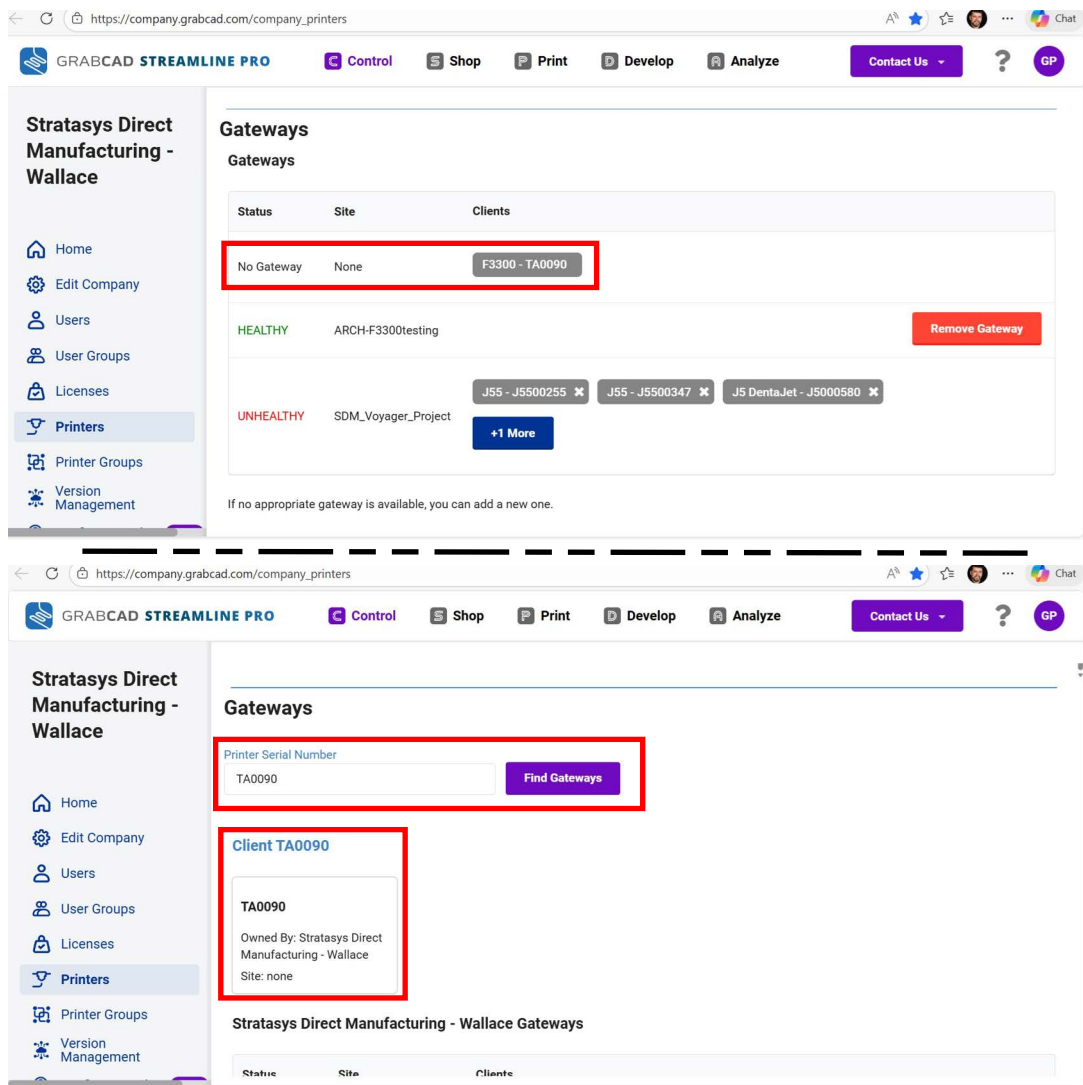 https://company.grabcad.com/company_printers
Chat
GRABCAD STREAMLINE PRO
C Control
S Shop
P Print
D Develop
A Analyze
Contact Us
?
GP
Stratasys Direct
Manufacturing -
Wallace
Home
Edit Company
Users
User Groups
Licenses
Printers
Printer Groups
Version
Management
Gateways
Gateways
Status Site Clients
No Gateway None F3300 - TA0090
HEALTHY ARCH-F3300testing Remove Gateway
UNHEALTHY SDM_Voyager_Project J55 - J5500255 ✖ J55 - J5500347 ✖ J5 DentaJet - J5000580 ✖
+1 More
If no appropriate gateway is available, you can add a new one.
https://company.grabcad.com/company_printers
Chat
GRABCAD STREAMLINE PRO
C Control
S Shop
P Print
D Develop
A Analyze
Contact Us
?
GP
Stratasys Direct
Manufacturing -
Wallace
Home
Edit Company
Users
User Groups
Licenses
Printers
Printer Groups
Version
Management
Gateways
Printer Serial Number
TA0090 Find Gateways
Client TA0090
TA0090
Owned By: Stratasys Direct
Manufacturing - Wallace
Site: none
Stratasys Direct Manufacturing - Wallace Gateways
Status Site Clients